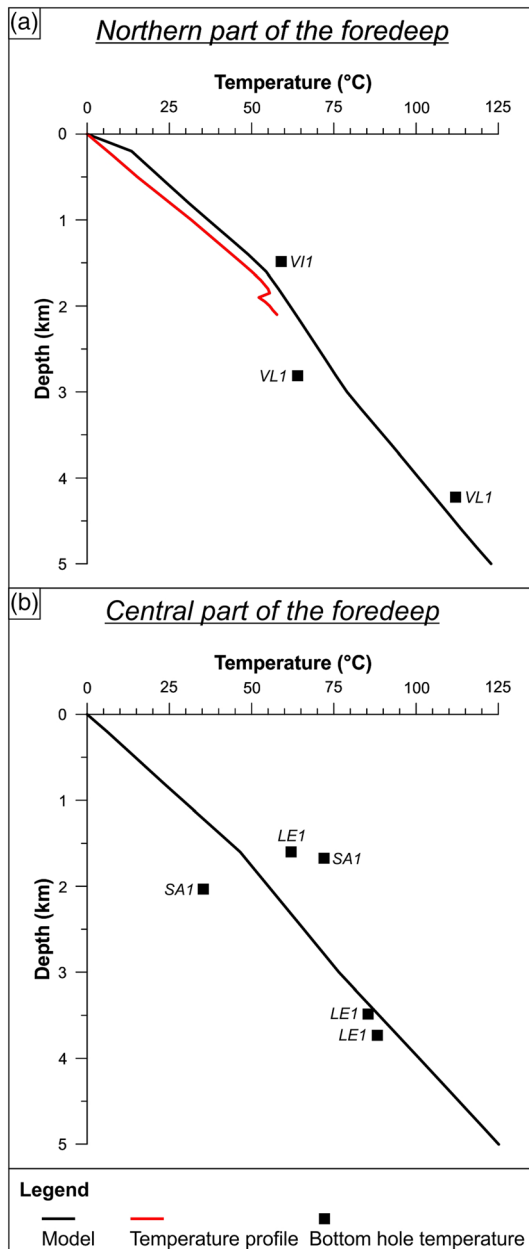 (a)
Northern part of the foredeep
Temperature (°C)
0 25 50 75 100 125
0
1
VI1
2
Depth (km)
VL1
3
4
VL1
5
(b)
Central part of the foredeep
Temperature (°C)
0 25 50 75 100 125
0
1
LE1
SA1
2
SA1
Depth (km)
3
LE1
LE1
4
5
Legend
Model Temperature profile Bottom hole temperature